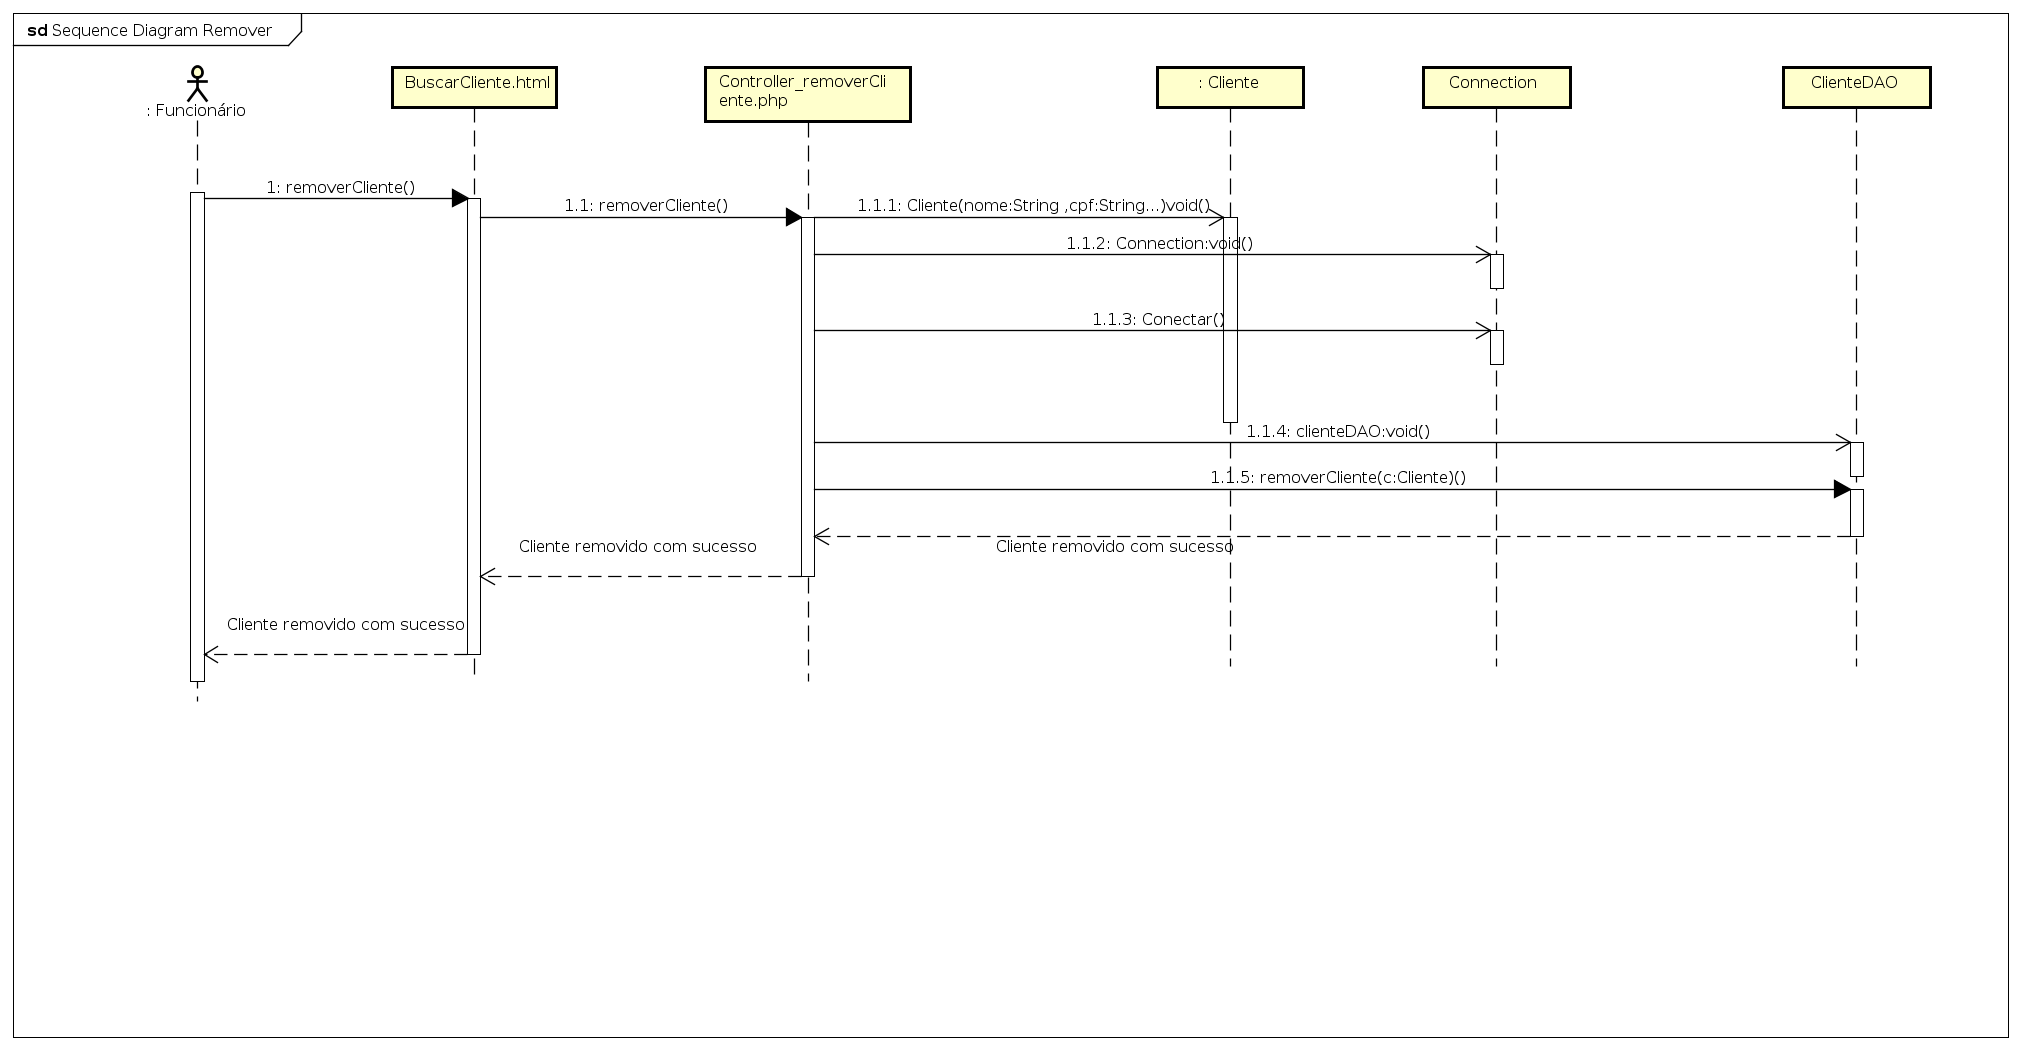 sd Sequence Diagram Remover
: Funcionário
BuscarCliente.html
Controller_removerCli
ente.php
: Cliente
Connection
ClienteDAO
1: removerCliente()
1.1: removerCliente()
1.1.1: Cliente(nome:String ,cpf:String...)void()
1.1.2: Connection:void()
1.1.3: Conectar()
1.1.4: clienteDAO:void()
1.1.5: removerCliente(c:Cliente)()
Cliente removido com sucesso
Cliente removido com sucesso
Cliente removido com sucesso